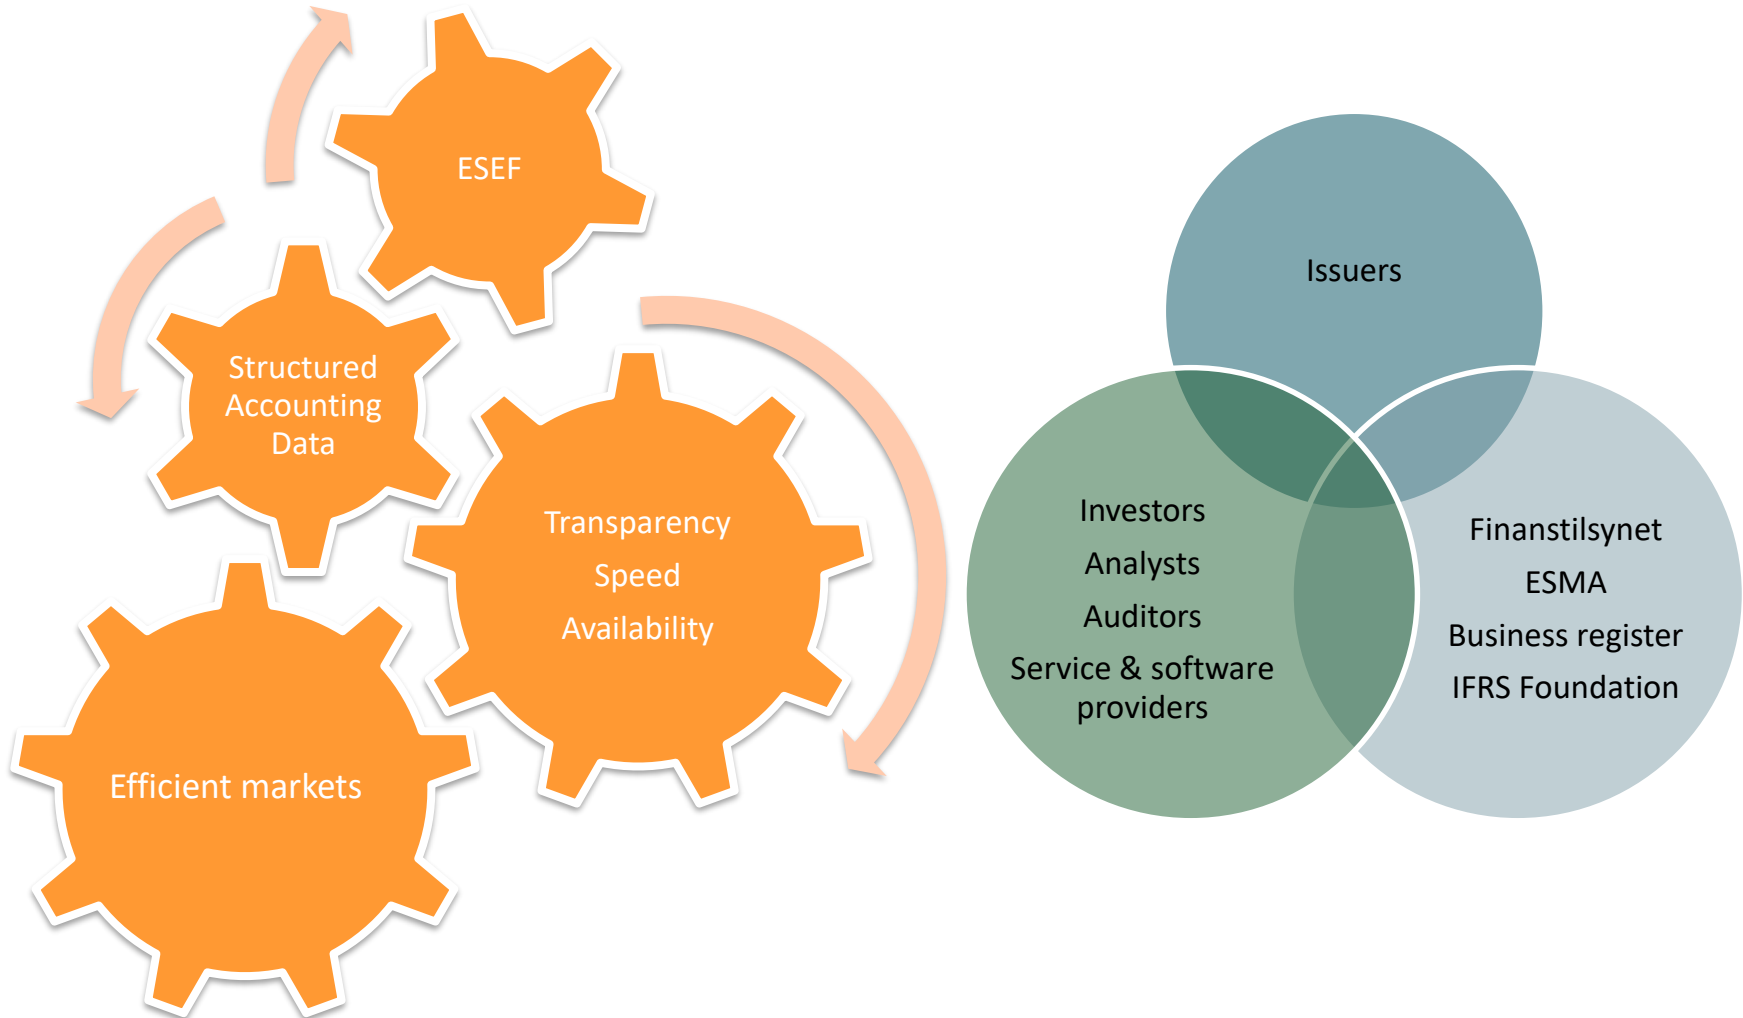 ESEF
Structured
Accounting
Data
Transparency
Speed
Availability
Efficient markets
Issuers
Investors
Analysts
Auditors
Service & software
providers
Finanstilsynet
ESMA
Business register
IFRS Foundation